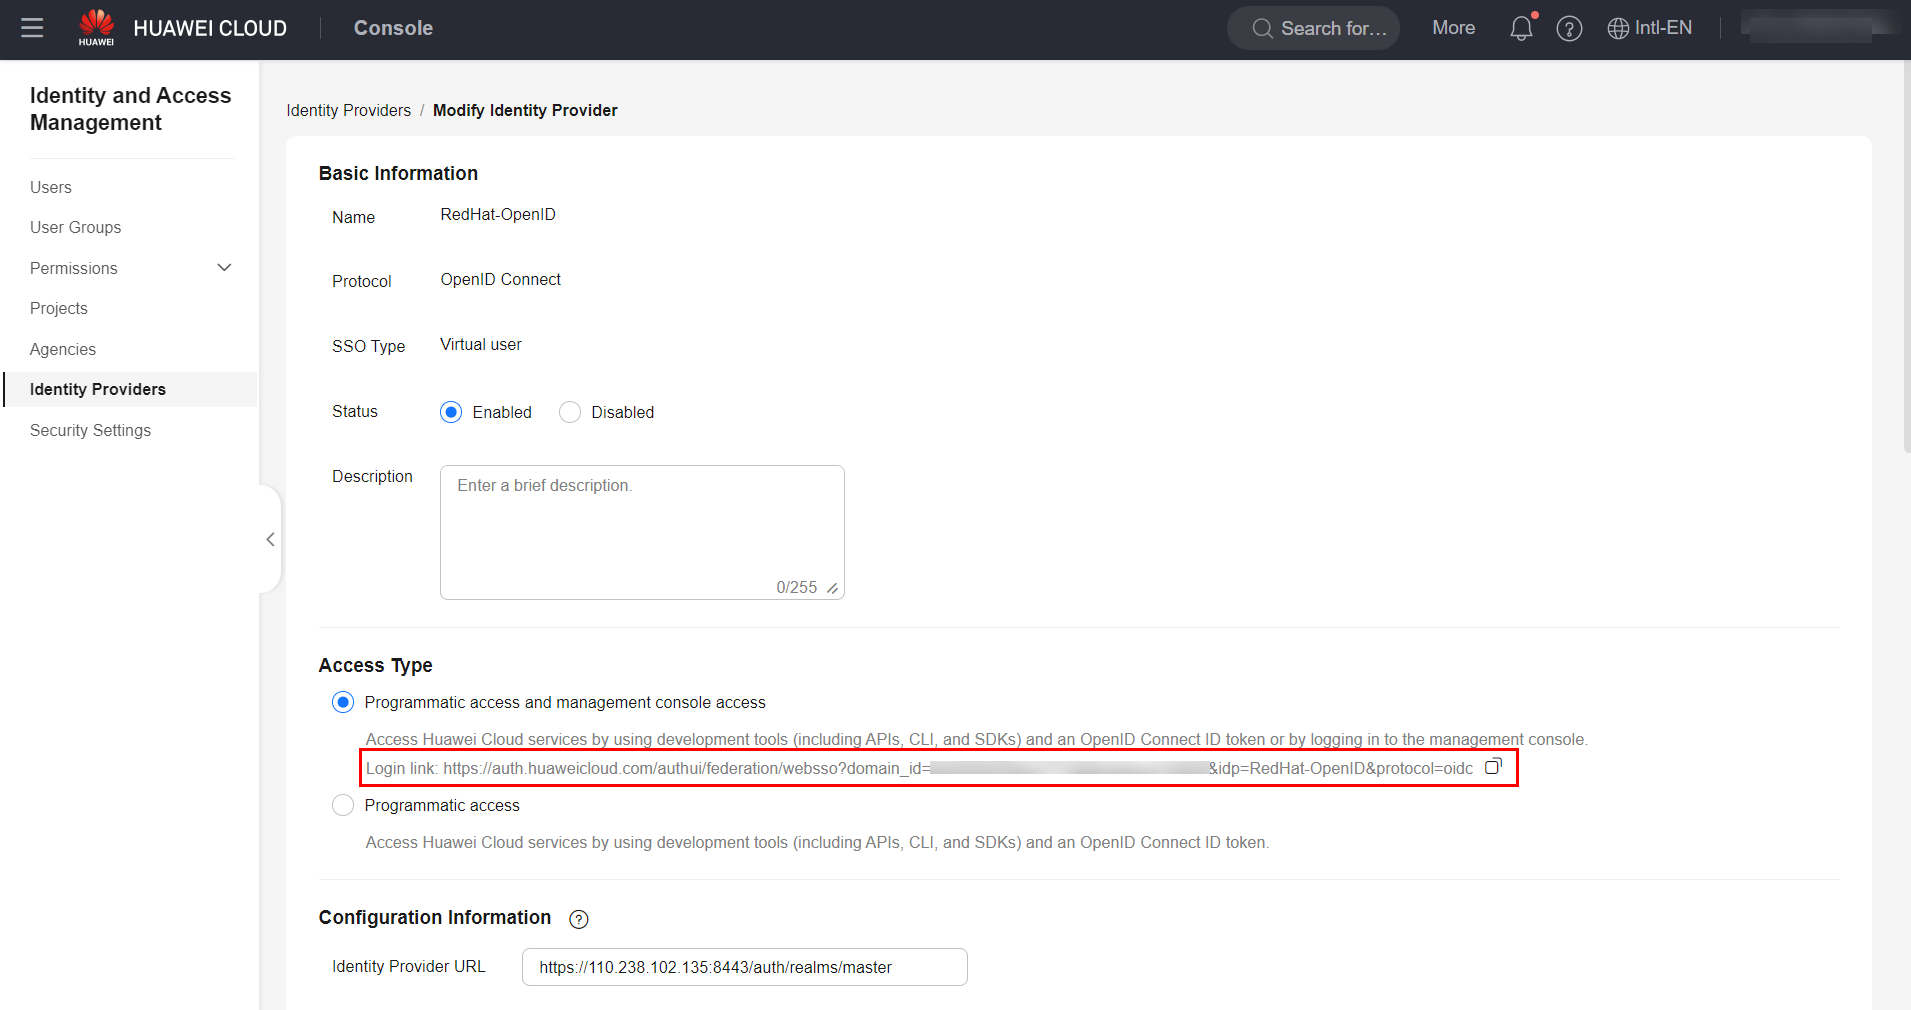 HUAWEI
HUAWEI CLOUD
Console
Search for...
More
Intl-EN
Identity and Access
Management
Users
User Groups
Permissions
Projects
Agencies
Identity Providers
Security Settings
Identity Providers / Modify Identity Provider
Basic Information
Name RedHat-OpenID
Protocol OpenID Connect
SSO Type Virtual user
Status Enabled Disabled
Description Enter a brief description.
0/255
Access Type
Programmatic access and management console access
Access Huawei Cloud services by using development tools (including APIs, CLI, and SDKs) and an OpenID Connect ID token or by logging in to the management console.
Login link: https://auth.huaweicloud.com/authui/federation/websso?domain_id= &idp=RedHat-OpenID&protocol=oidc
Programmatic access
Access Huawei Cloud services by using development tools (including APIs, CLI, and SDKs) and an OpenID Connect ID token.
Configuration Information ?
Identity Provider URL https://110.238.102.135:8443/auth/realms/master